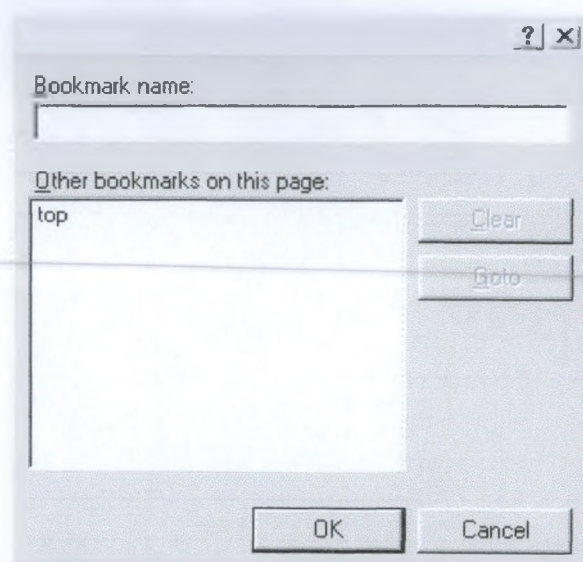 ? X
Bookmark name:
Other bookmarks on this page:
top
Clear
Goto
OK
Cancel